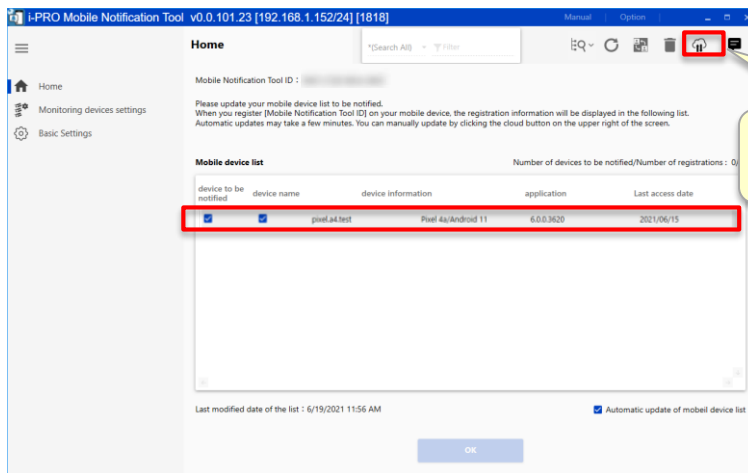 i-PRO Mobile Notification Tool v0.0.101.23 [192.168.1.152/24] [1818]
Manual | Option |
Home
*(Search All) Filter
Mobile Notification Tool ID :
Home
Monitoring devices settings
Basic Settings
Please update your mobile device list to be notified.
When you register [Mobile Notification Tool ID] on your mobile device, the registration information will be displayed in the following list.
Automatic updates may take a few minutes. You can manually update by clicking the cloud button on the upper right of the screen.
Mobile device list Number of devices to be notified/Number of registrations : 0/
device to be notified device name device information application Last access date
pixel.a4.test Pixel 4a/Android 11 6.0.0.3620 2021/06/15
Last modified date of the list : 6/19/2021 11:56 AM Automatic update of mobeil device list
OK